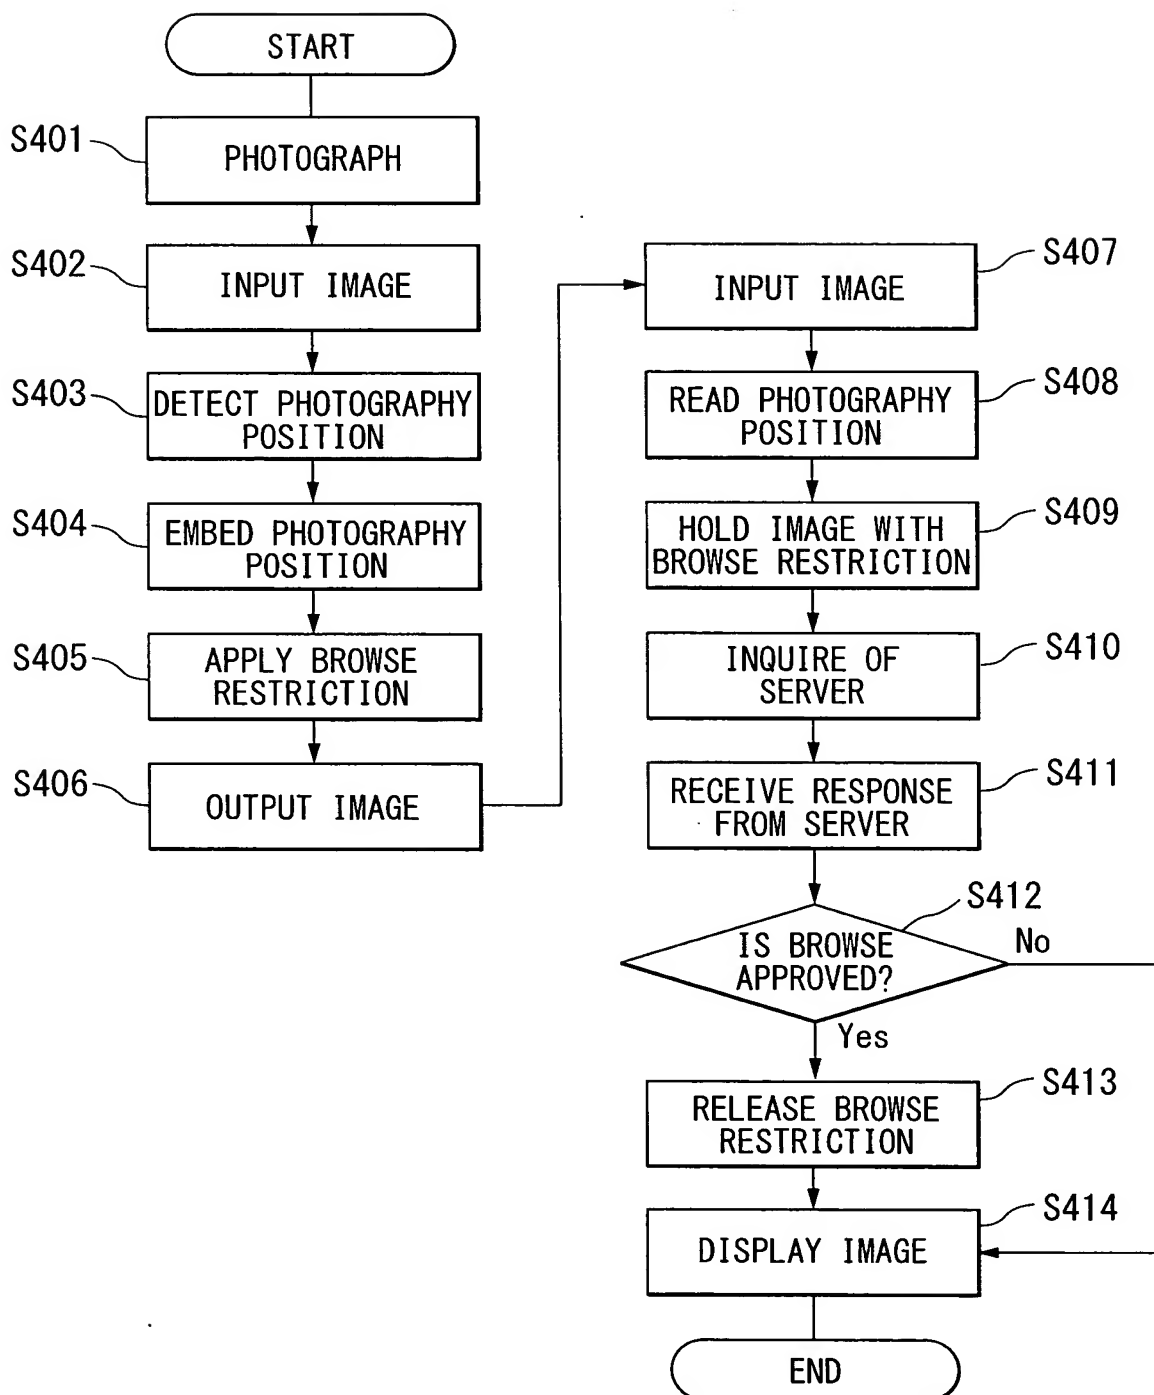 START
S401
PHOTOGRAPH
S402
INPUT IMAGE
S403
DETECT PHOTOGRAPHY
POSITION
S404
EMBED PHOTOGRAPHY
POSITION
S405
APPLY BROWSE
RESTRICTION
S406
OUTPUT IMAGE
S407
INPUT IMAGE
S408
READ PHOTOGRAPHY
POSITION
S409
HOLD IMAGE WITH
BROWSE RESTRICTION
S410
INQUIRE OF
SERVER
S411
RECEIVE RESPONSE
FROM SERVER
S412
IS BROWSE
APPROVED?
No
Yes
S413
RELEASE BROWSE
RESTRICTION
S414
DISPLAY IMAGE
END